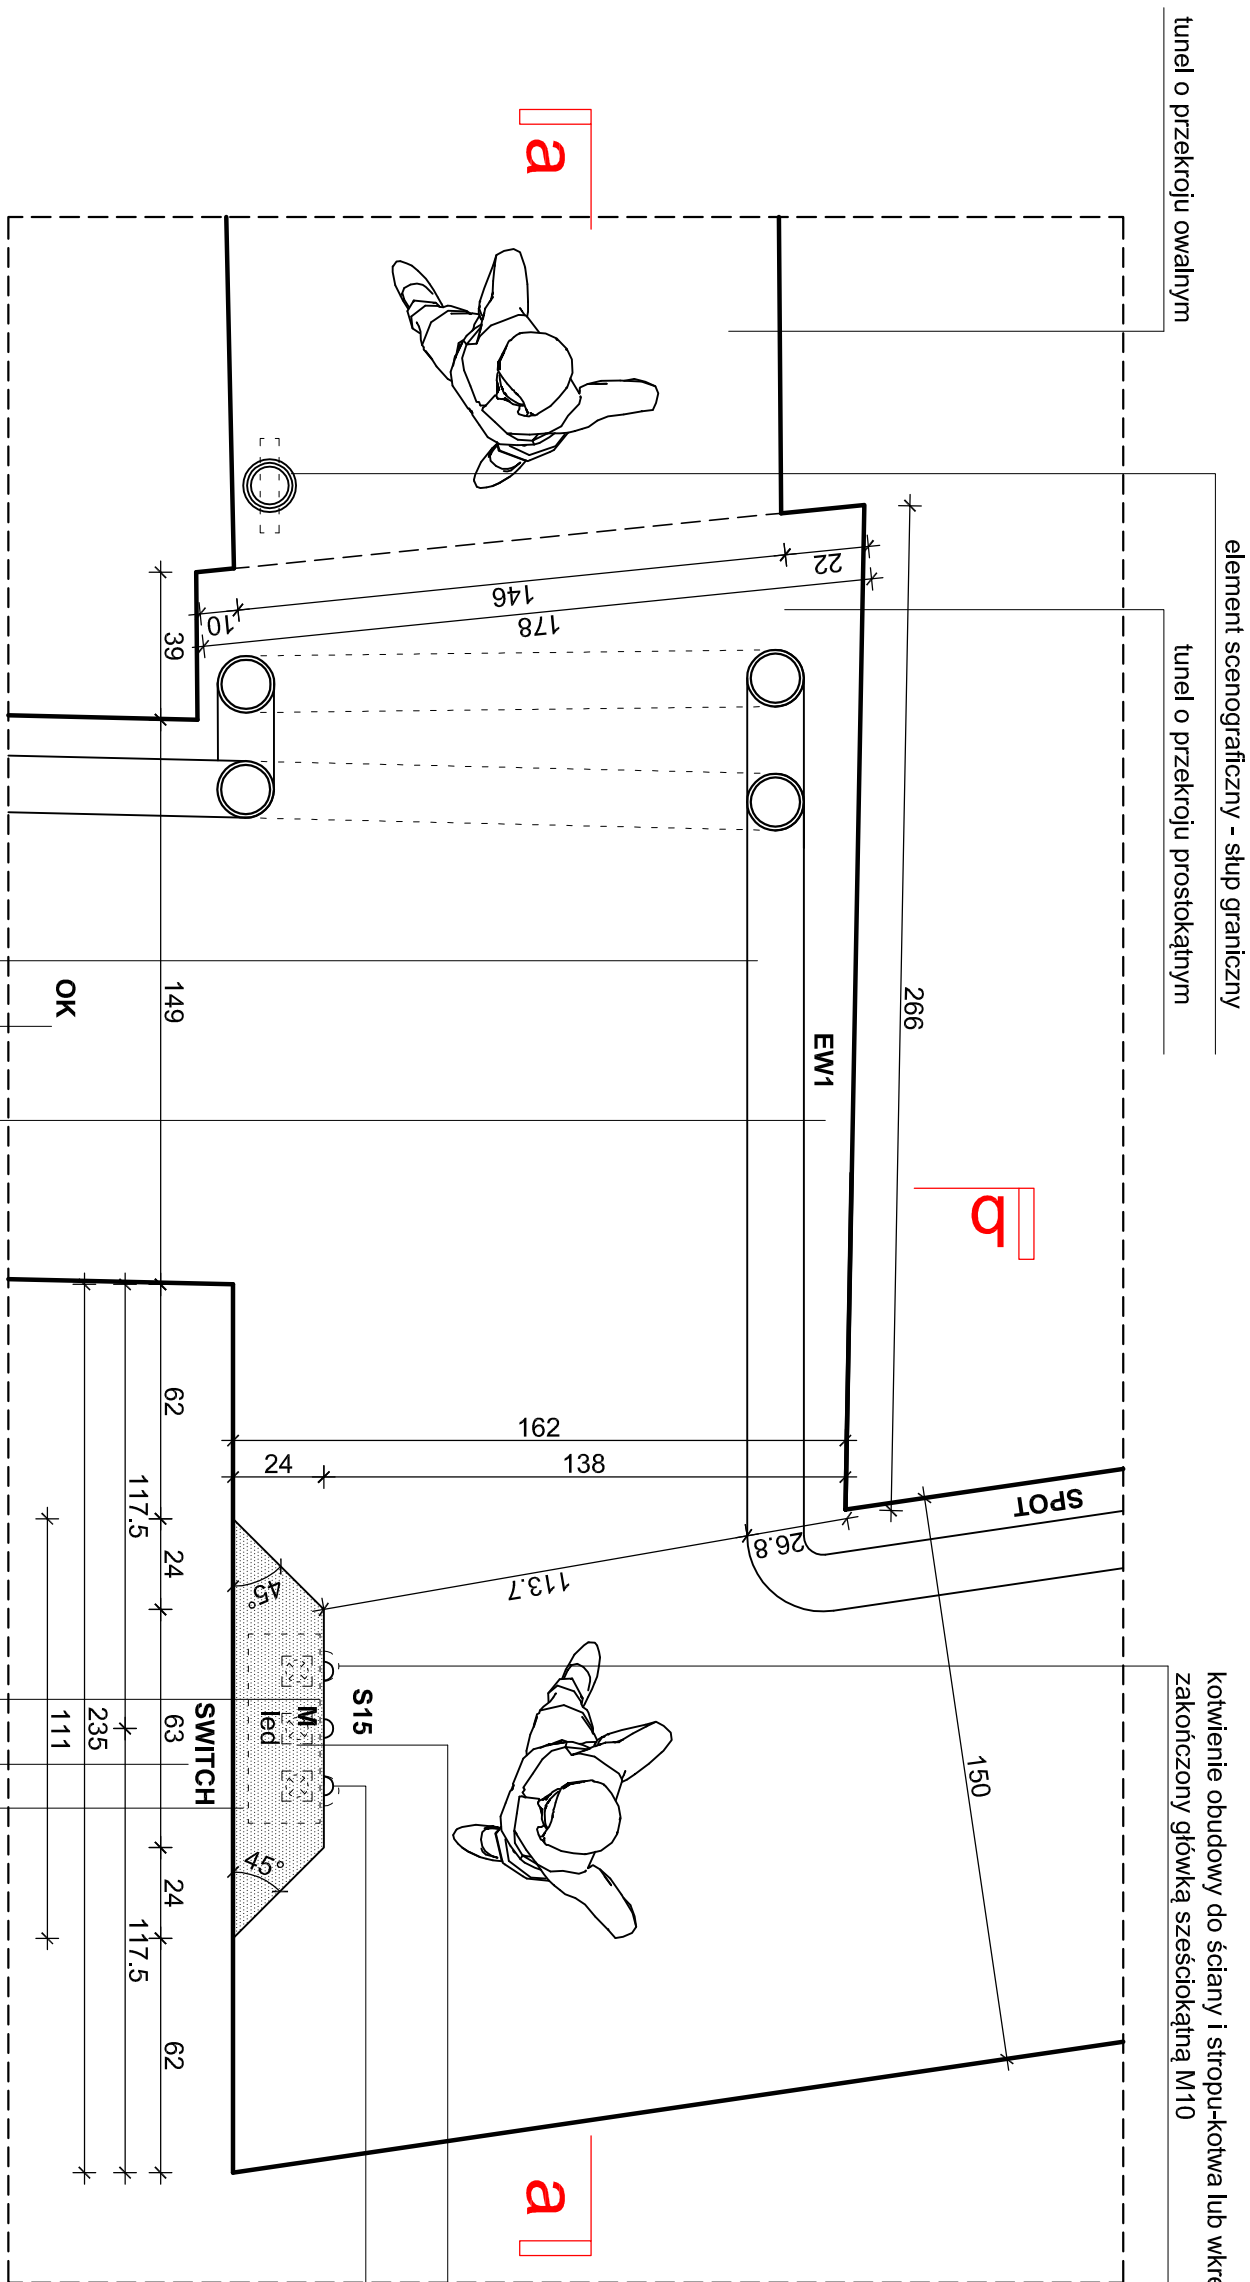 tunel o przekroju owalnym
element scenograficzny - słup graniczny
tunel o przekroju prostokątnym
kotwienie obudowy do ściany i stropu-kotwa lub
zakończony główką sześciokątną M10
a
22
146
10
178
39
149
266
OK
EW1
b
SPOT
162
24
138
26.8
113.7
150
62
117.5
24
45°
S15
M
led
63
SWITCH
235
111
45°
24
117.5
62
a